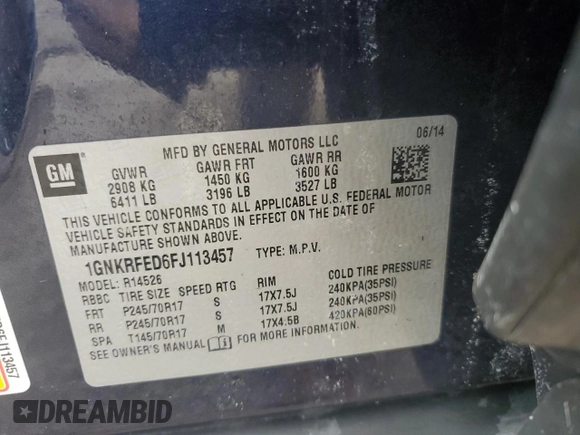 MFD BY GENERAL MOTORS LLC 06/14
GM
GVWR GAWR FRT GAWR RR
2908 KG 1450 KG 1600 KG
6411 LB 3196 LB 3527 LB
THIS VEHICLE CONFORMS TO ALL APPLICABLE U.S. FEDERAL MOTOR
VEHICLE SAFETY STANDARDS IN EFFECT ON THE DATE OF
MANUFACTURE SHOWN ABOVE.
1GNKRFED6FJ113457 TYPE: M.P.V.
MODEL: R14526
RBBC TIRE SIZE SPEED RTG RIM COLD TIRE PRESSURE
FRT P245/70R17 S 17X7.5J 240KPA(35PSI)
RR P245/70R17 S 17X7.5J 240KPA(35PSI)
SPA T145/70R17 M 17X4.5B 420KPA(60PSI)
SEE OWNER'S MANUAL FOR MORE INFORMATION.
D6FJ113457
DREAMBID